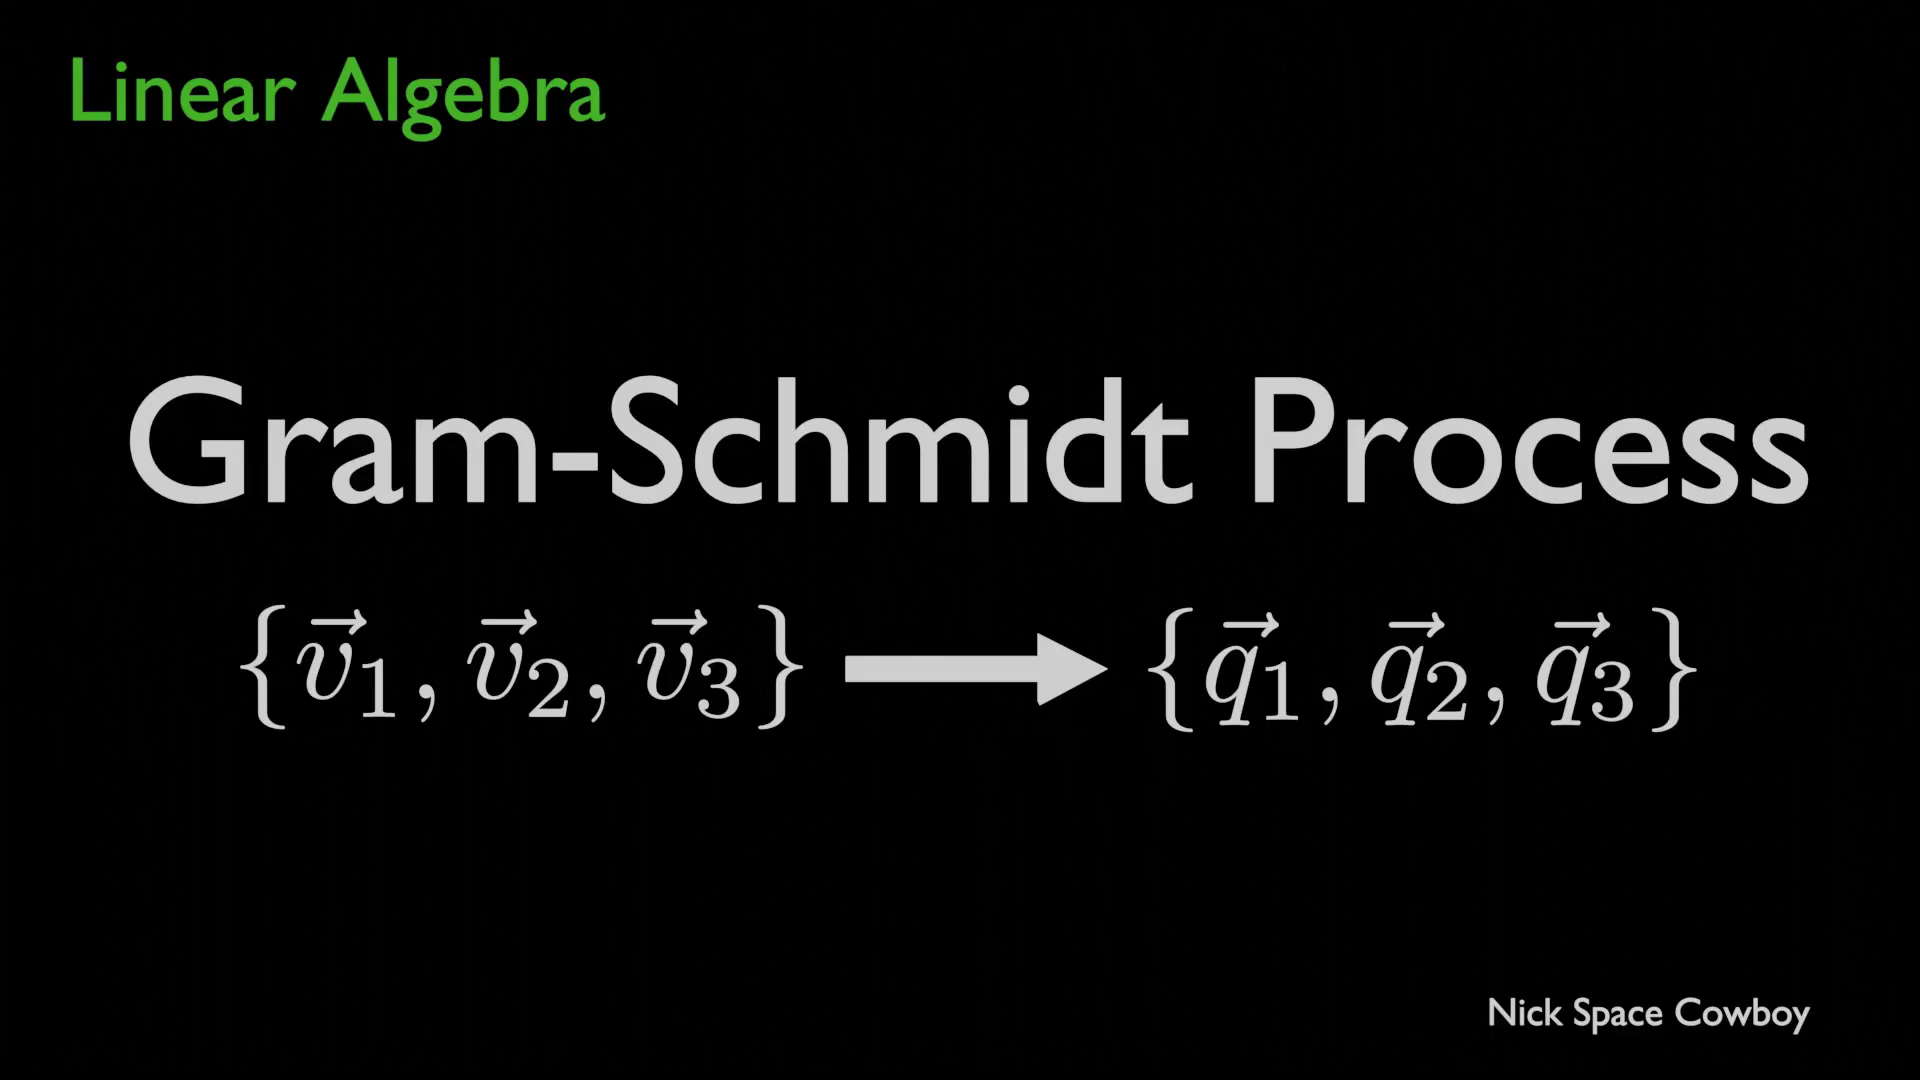 Linear Algebra
Gram-Schmidt Process
{v⃗₁, v⃗₂, v⃗₃} → {q⃗₁, q⃗₂, q⃗₃}
Nick Space Cowboy